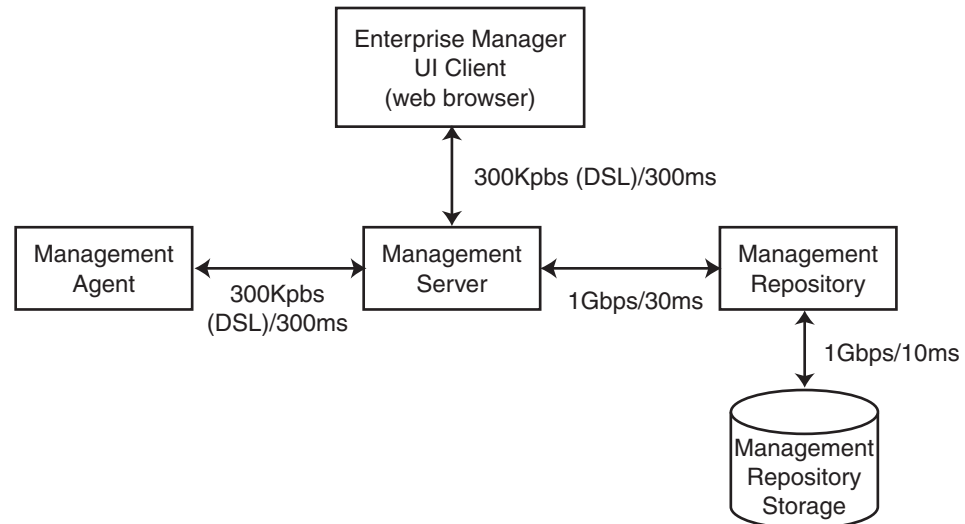 Enterprise Manager
UI Client
(web browser)
300Kpbs (DSL)/300ms
Management
Agent
300Kpbs
(DSL)/300ms
Management
Server
1Gbps/30ms
Management
Repository
1Gbps/10ms
Management
Repository
Storage